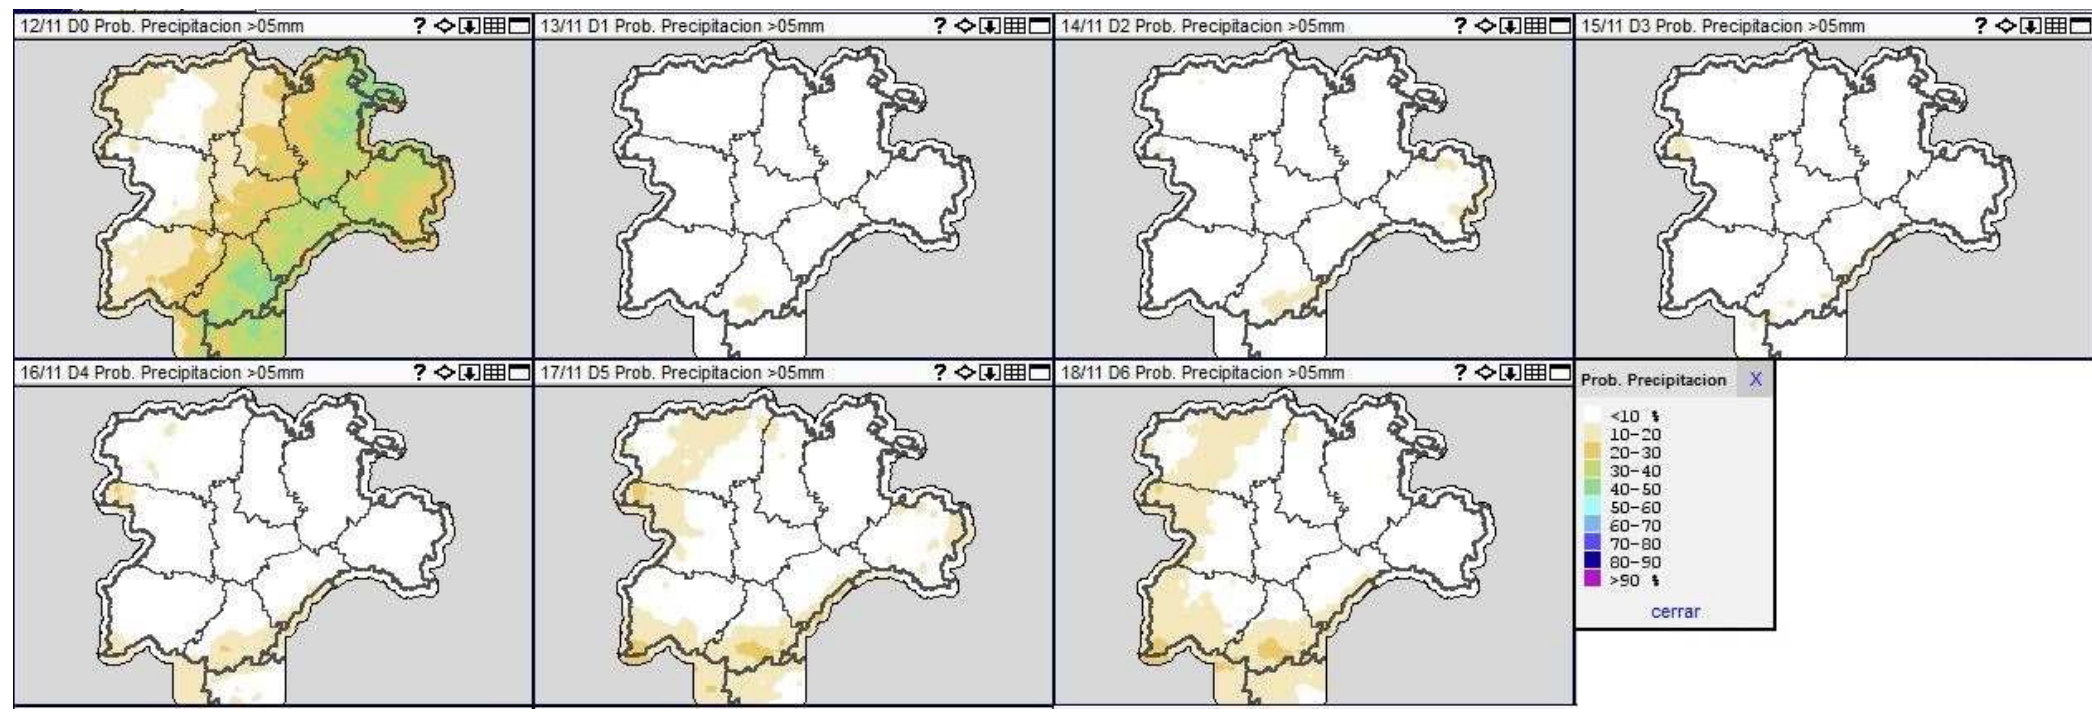 12/11 D0 Prob. Precipitacion >05mm ?
13/11 D1 Prob. Precipitacion >05mm ?
14/11 D2 Prob. Precipitacion >05mm ?
15/11 D3 Prob. Precipitacion >05mm ?
16/11 D4 Prob. Precipitacion >05mm ?
17/11 D5 Prob. Precipitacion >05mm ?
18/11 D6 Prob. Precipitacion >05mm ?
Prob. Precipitacion X
<10 %
10-20
20-30
30-40
40-50
50-60
60-70
70-80
80-90
>90 %
cerrar